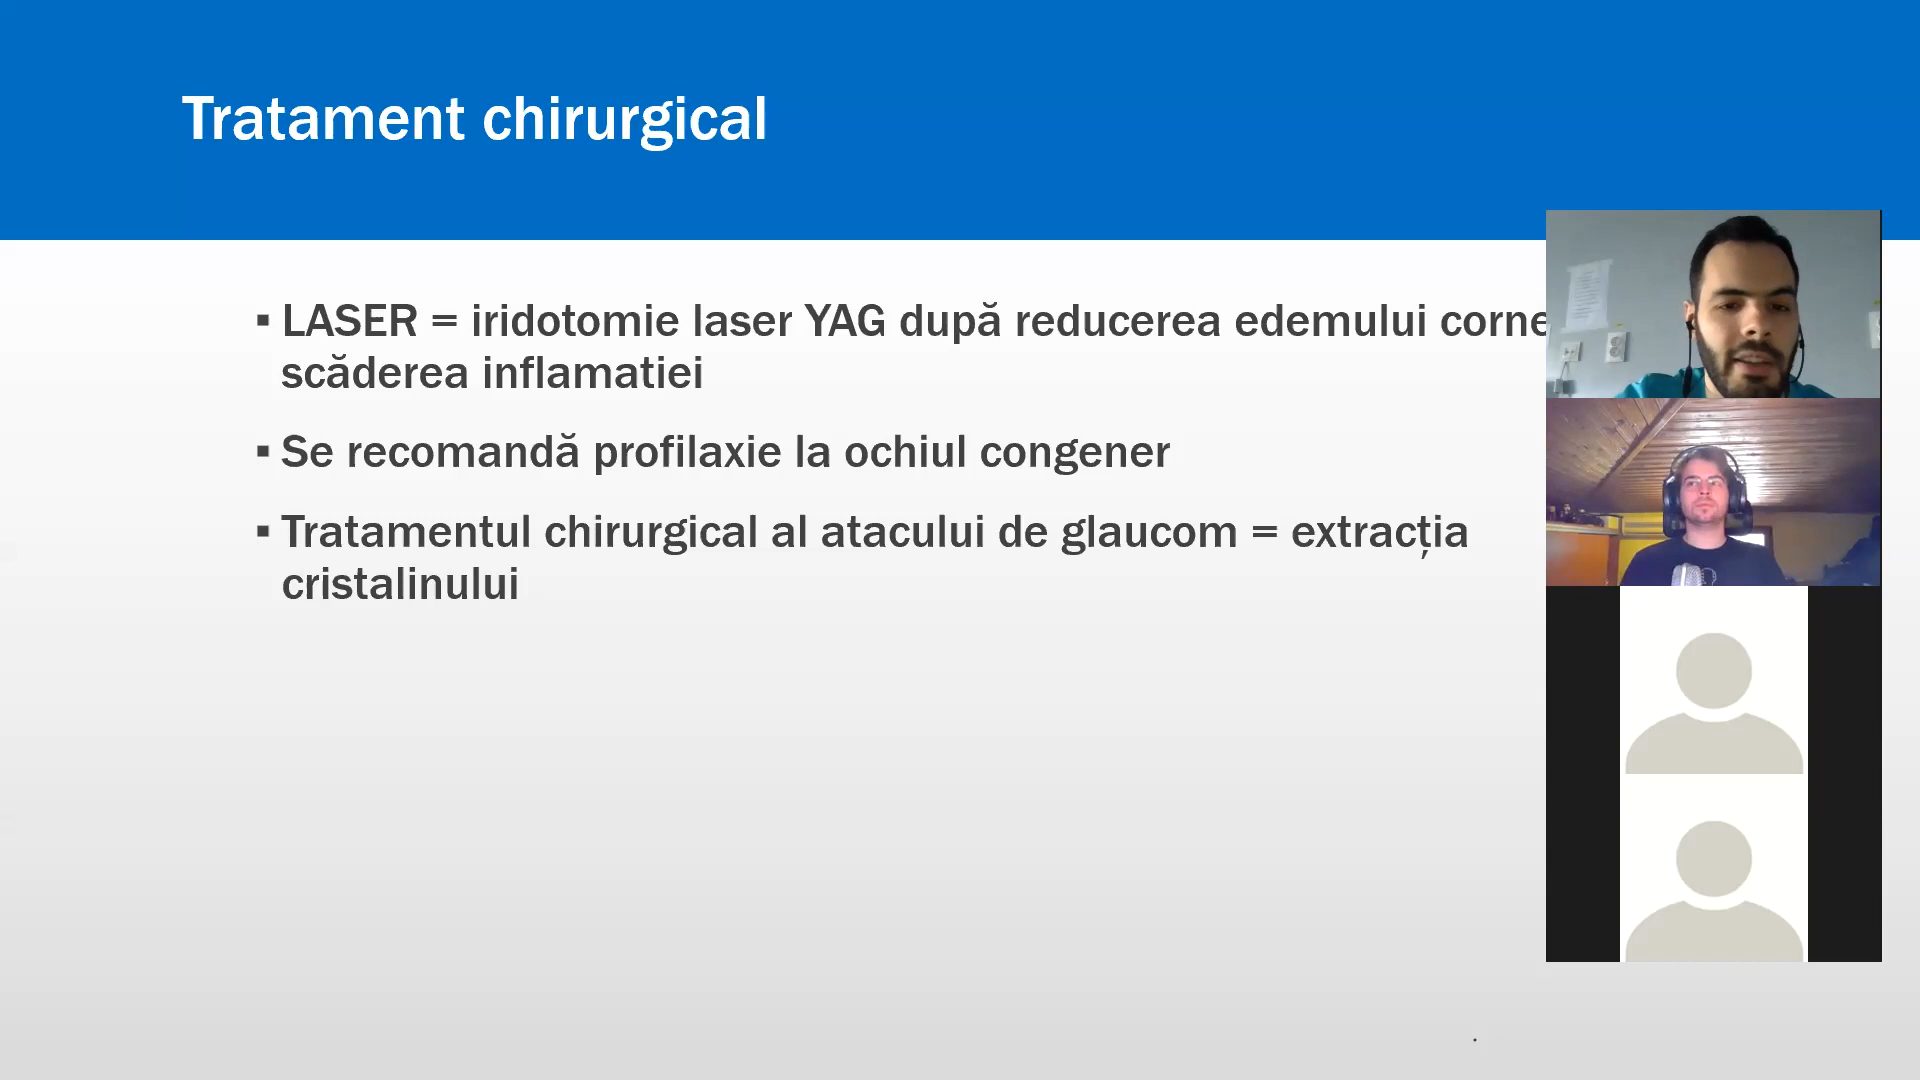 Tratament chirurgical
▪ LASER = iridotomie laser YAG după reducerea edemului
scăderea inflamatiei
▪ Se recomandă profilaxie la ochiul congener
▪ Tratamentul chirurgical al atacului de glaucom = extracția
cristalinului